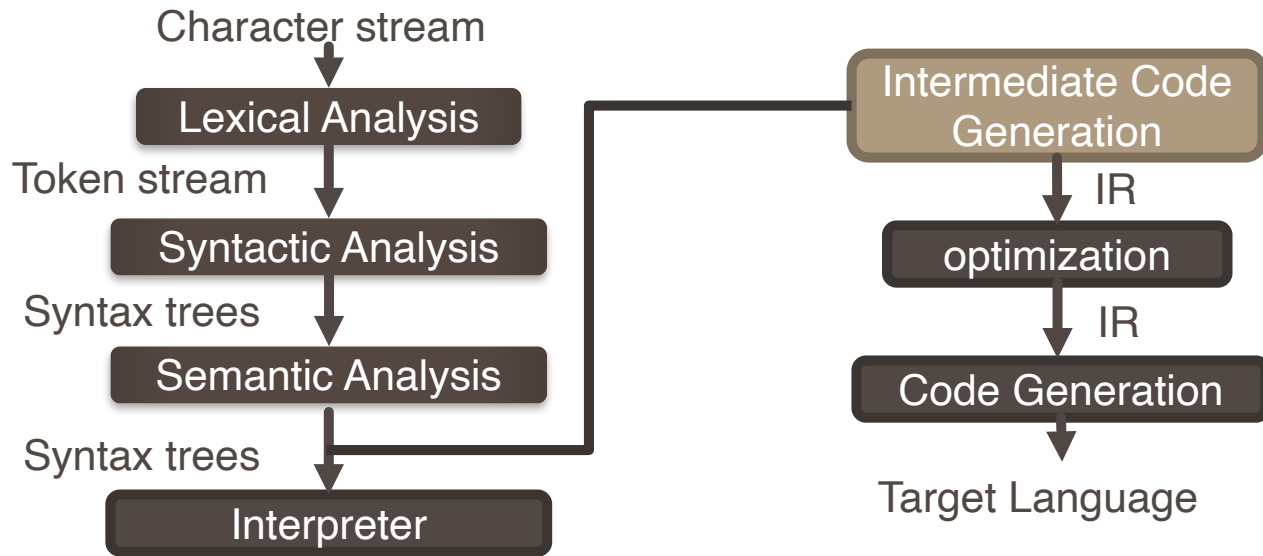 Character stream
Lexical Analysis
Token stream
Syntactic Analysis
Syntax trees
Semantic Analysis
Syntax trees
Interpreter
Intermediate Code
Generation
IR
optimization
IR
Code Generation
Target Language